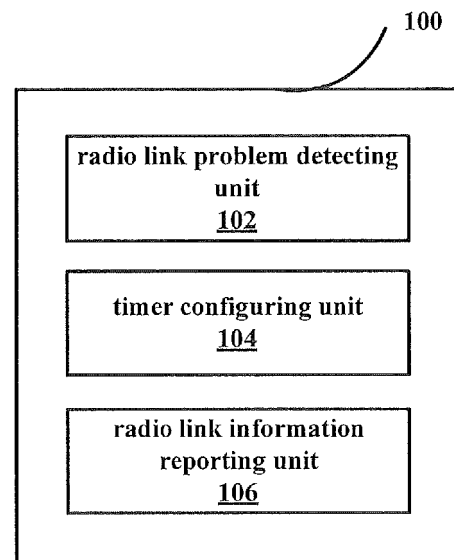 100
radio link problem detecting
unit
102
timer configuring unit
104
radio link information
reporting unit
106